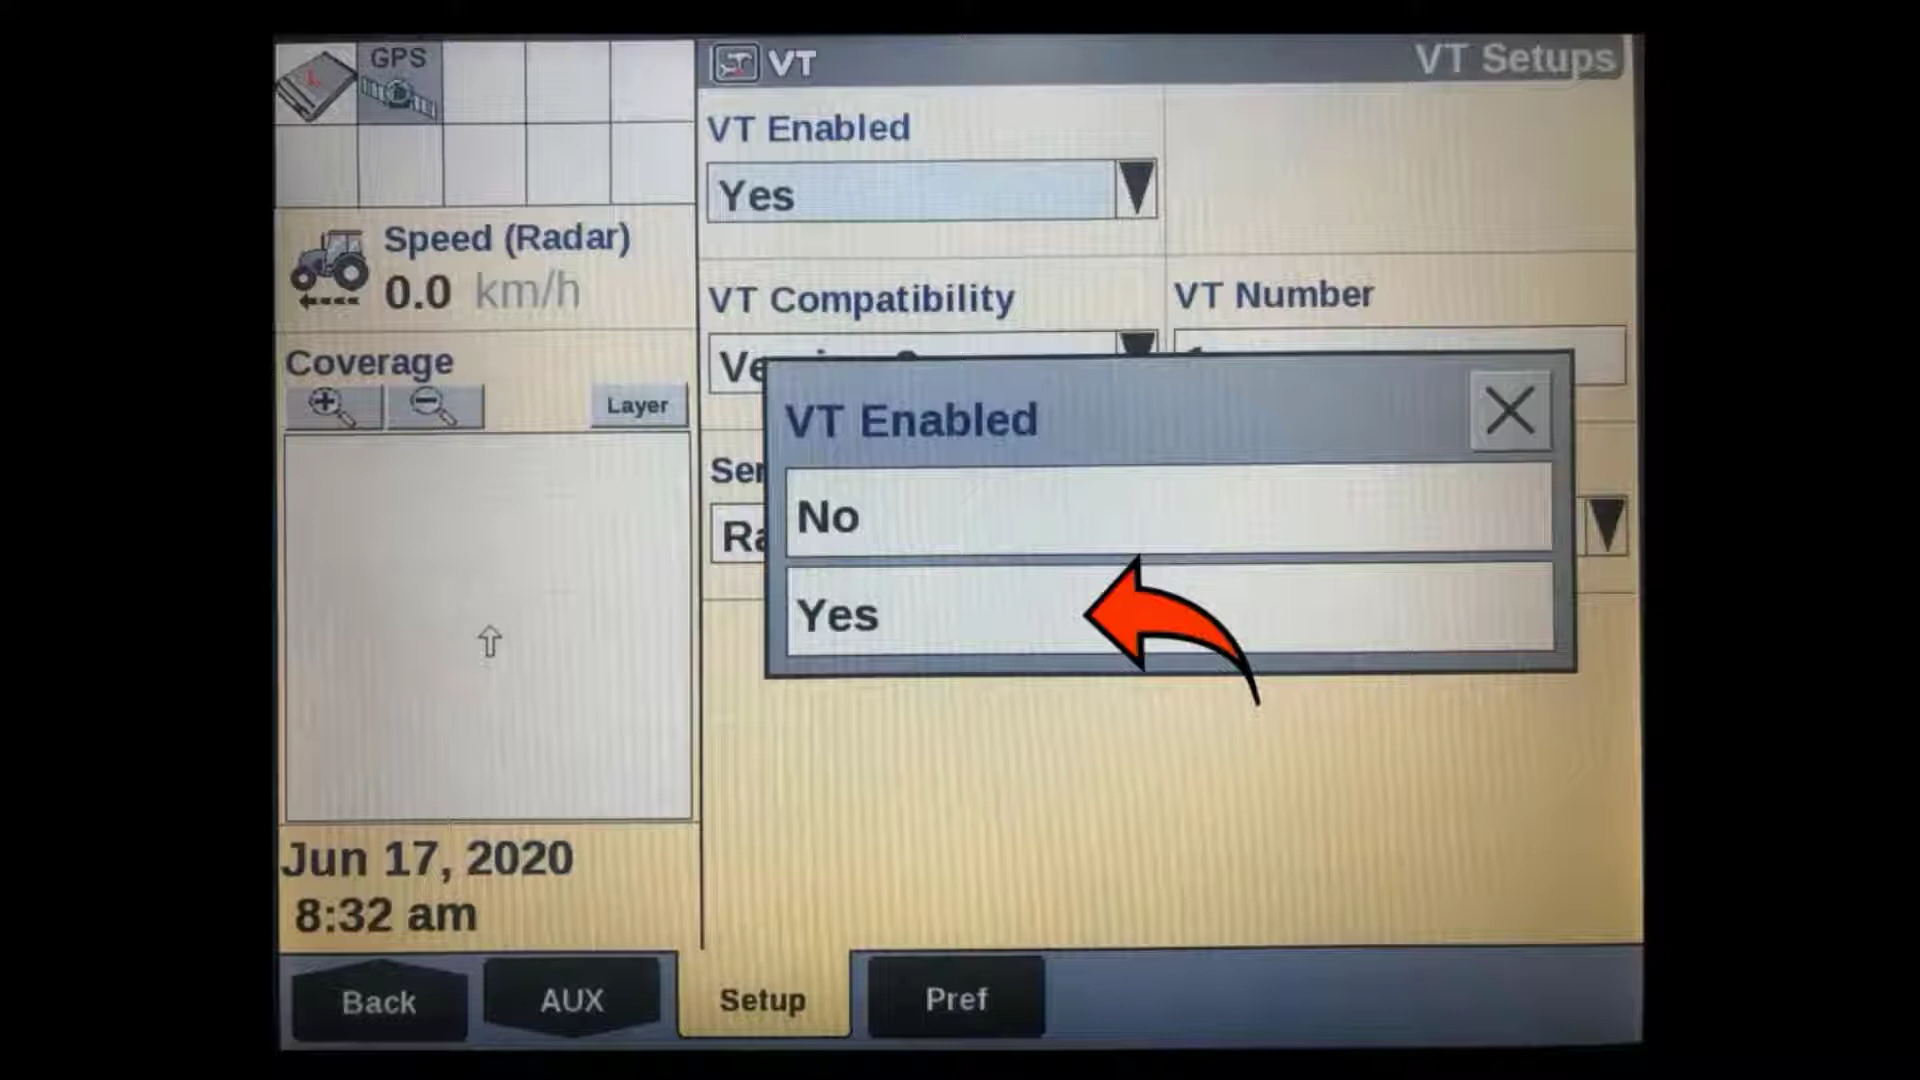 GPS
VT
VT Setups
VT Enabled
Yes
Speed (Radar)
0.0 km/h
VT Compatibility
VT Number
Coverage
Layer
VT Enabled
No
Yes
Jun 17, 2020
8:32 am
Back
AUX
Setup
Pref